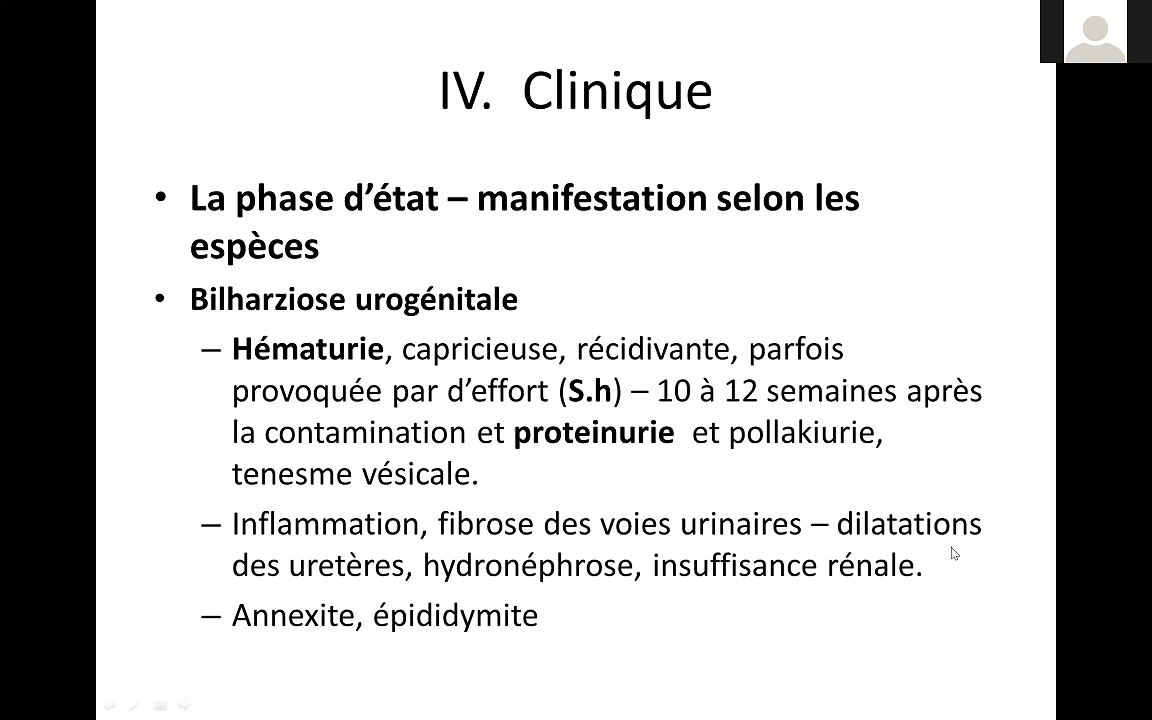 IV. Clinique
• La phase d’état – manifestation selon les
espèces
• Bilharziose urogénitale
– Hématurie, capricieuse, récidivante, parfois
provoquée par d’effort (S.h) – 10 à 12 semaines après
la contamination et proteinurie et pollakiurie,
tenesme vésicale.
– Inflammation, fibrose des voies urinaires – dilatations
des uretères, hydronéphrose, insuffisance rénale.
– Annexite, épididymite